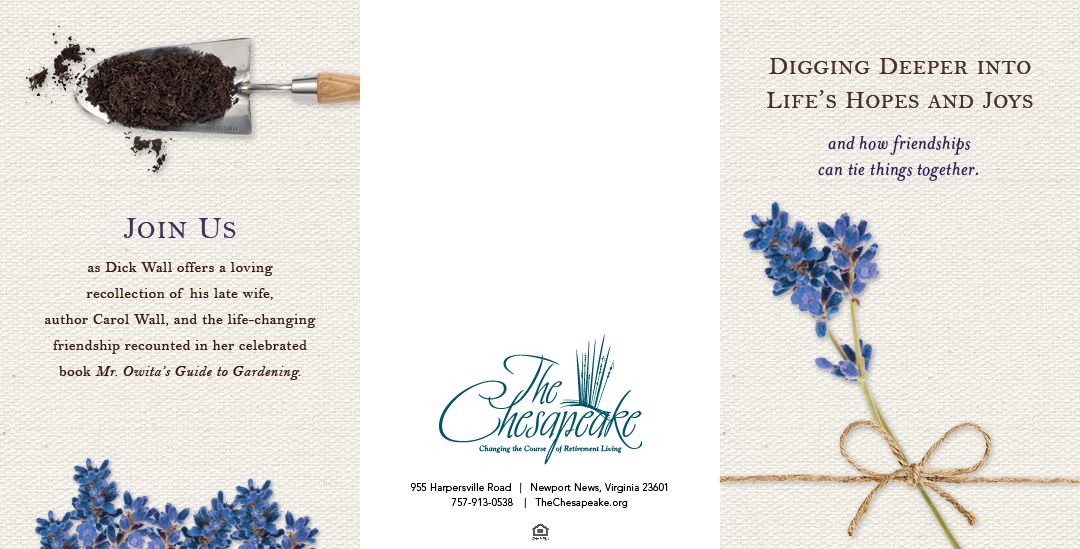 Join Us
as Dick Wall offers a loving
recollection of his late wife,
author Carol Wall, and the life-changing
friendship recounted in her celebrated
book Mr. Owita's Guide to Gardening.
The
Chesapeake
Changing the Course of Retirement Living
955 Harpersville Road | Newport News, Virginia 23601
757-913-0538 | TheChesapeake.org
Digging Deeper into
Life's Hopes and Joys
and how friendships
can tie things together.